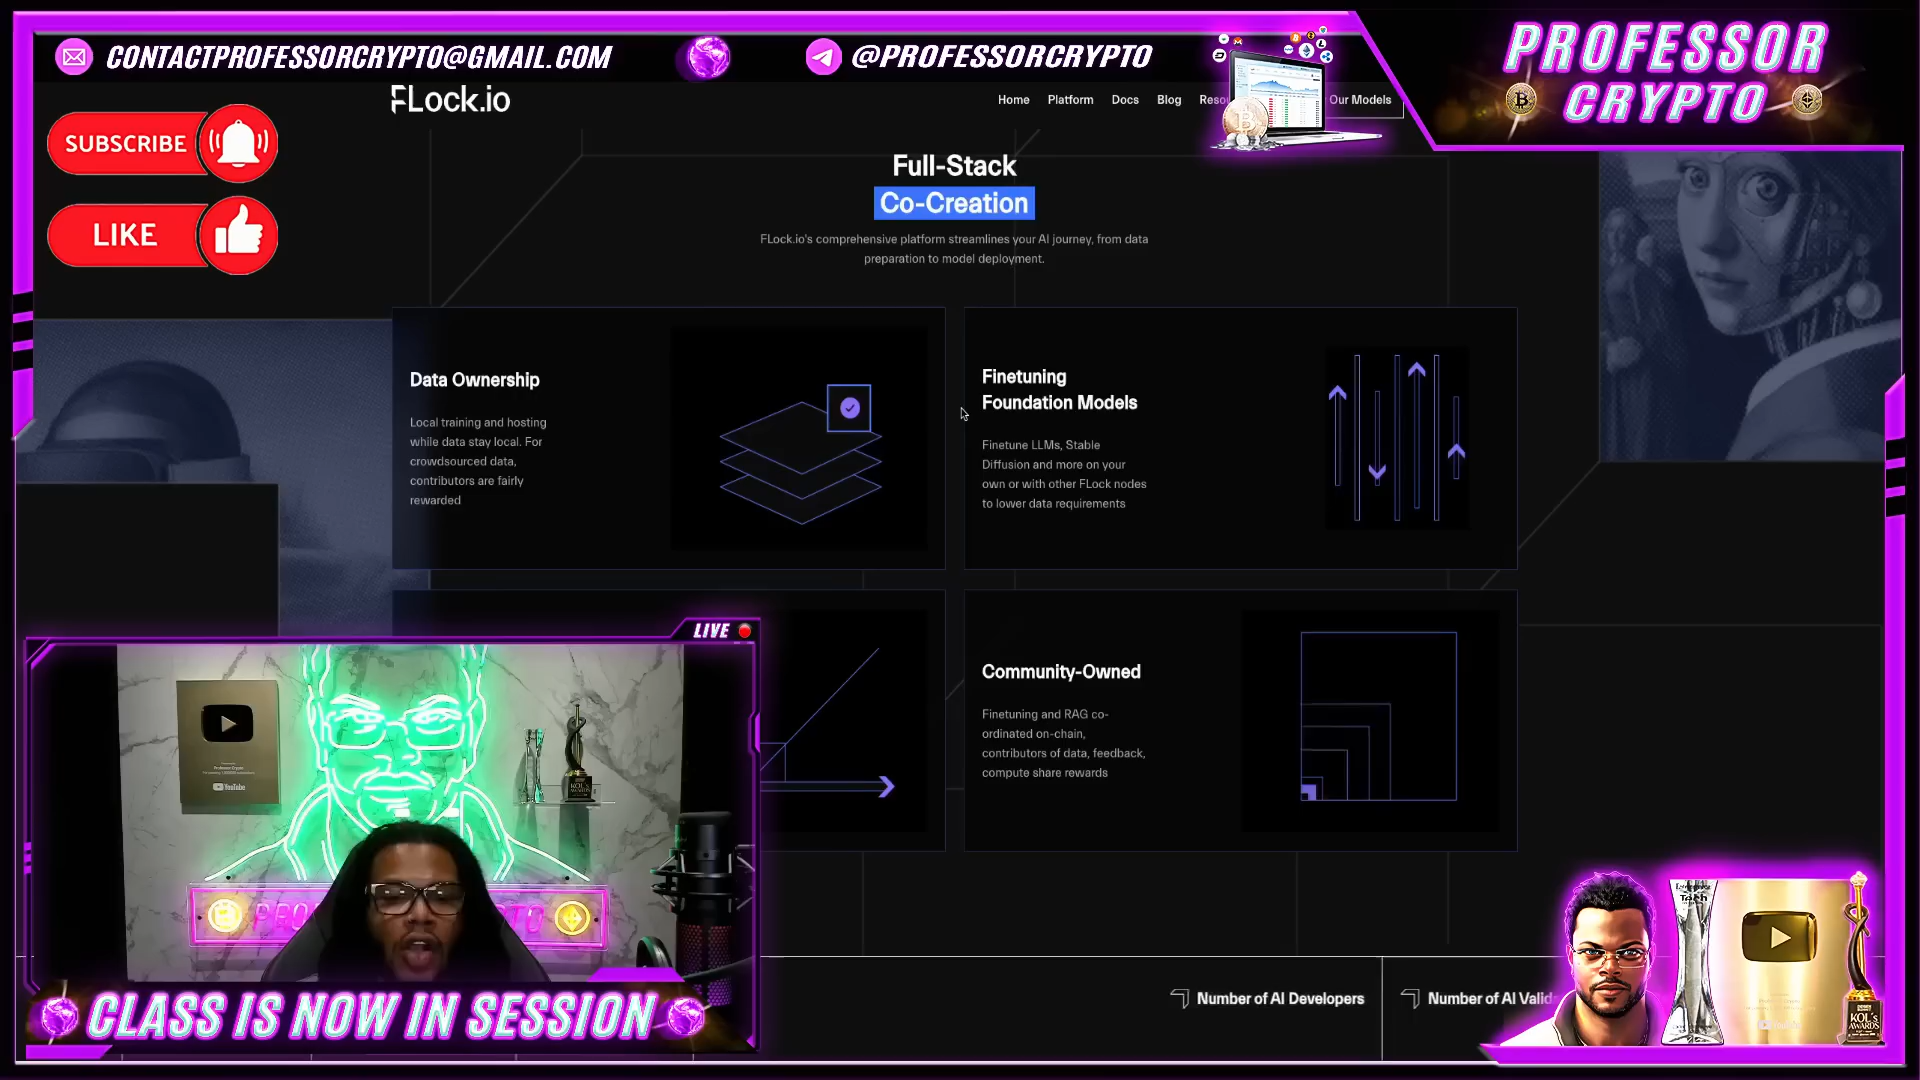 CONTACTPROFESSORCRYPTO@GMAIL.COM
@PROFESSORCRYPTO
PROFESSOR
CRYPTO
FLock.io
Home
Platform
Docs
Blog
Our Models
SUBSCRIBE
LIKE
Full-Stack
Co-Creation
FLock.io's comprehensive platform streamlines your AI journey, from data
preparation to model deployment.
Data Ownership
Local training and hosting
while data stay local. For
crowdsourced data,
contributors are fairly
rewarded
Finetuning
Foundation Models
Finetune LLMs, Stable
Diffusion and more on your
own or with other FLock nodes
to lower data requirements
Community-Owned
Finetuning and RAG co-
ordinated on-chain,
contributors of data, feedback,
compute share rewards
LIVE
YouTube
KOL's
AWARDS
CLASS IS NOW IN SESSION
Number of AI Developers
Number of AI
KOL's
AWARDS